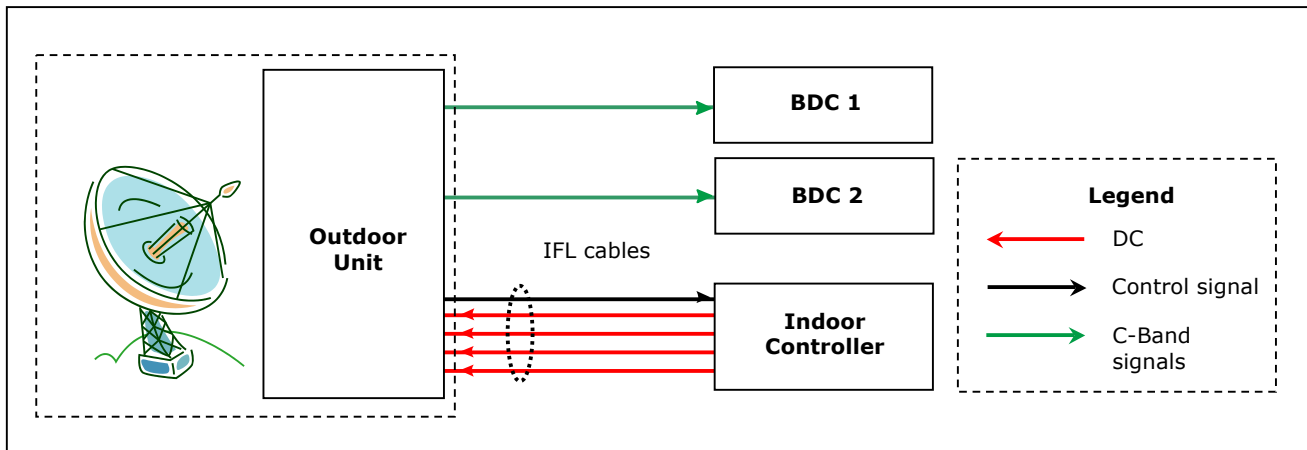 BDC 1
BDC 2
Outdoor
Unit
IFL cables
Indoor
Controller
Legend
DC
Control signal
C-Band
signals